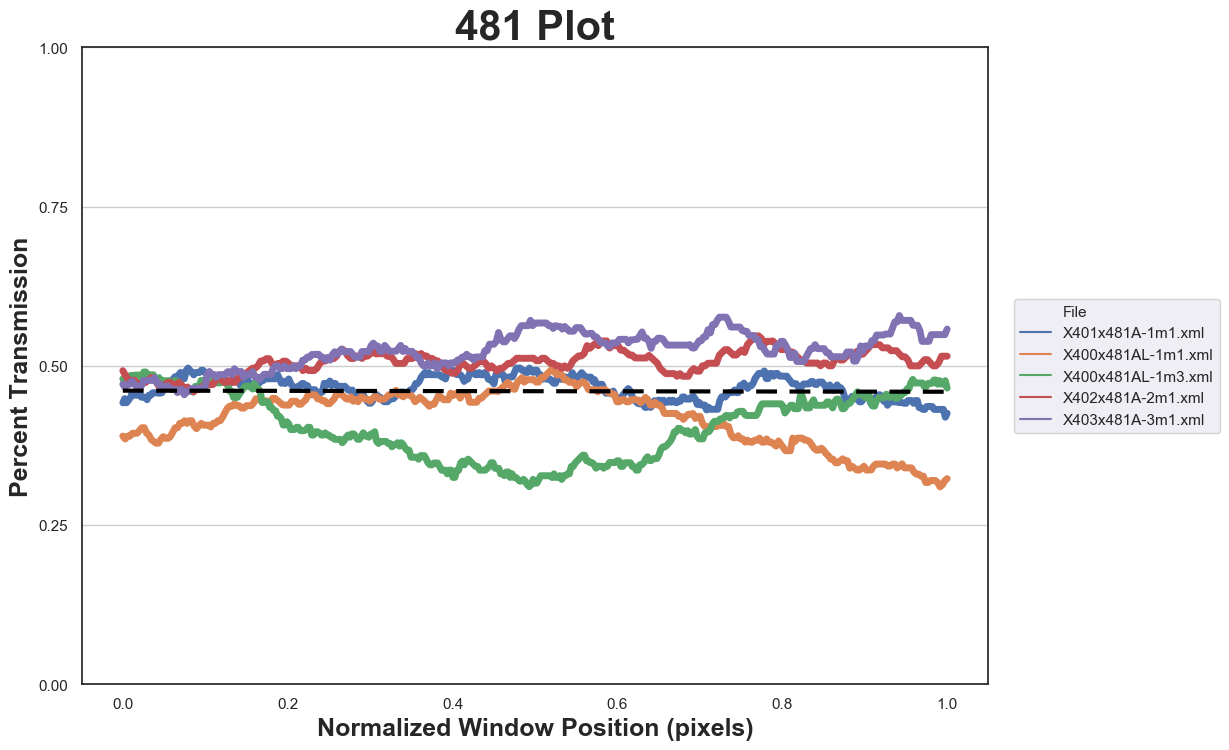 481 Plot
1.00
0.75
0.50
0.25
0.00
Percent Transmission
0.0 0.2 0.4 0.6 0.8 1.0
Normalized Window Position (pixels)
File
X401x481A-1m1.xml
X400x481AL-1m1.xml
X400x481AL-1m3.xml
X402x481A-2m1.xml
X403x481A-3m1.xml